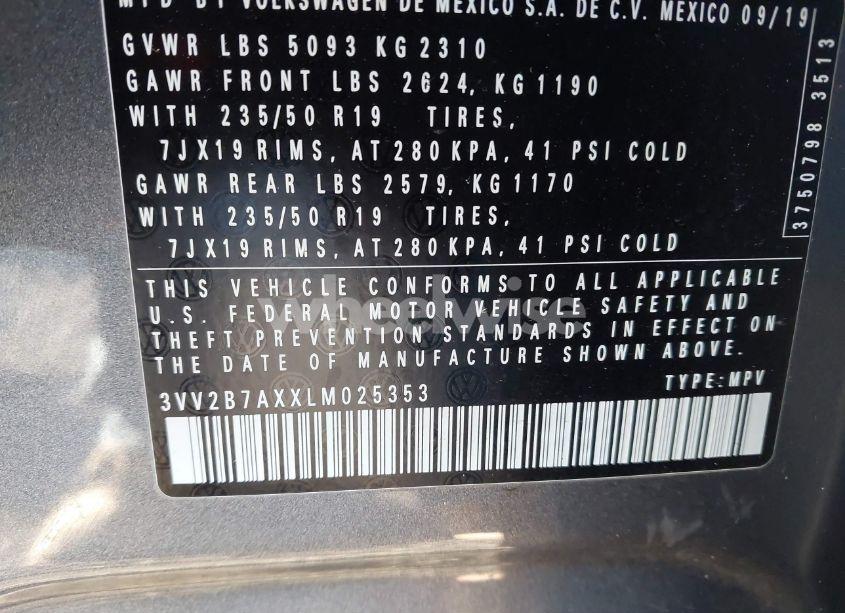 MFD BY VOLKSWAGEN DE MEXICO S.A. DE C.V. MEXICO 09/19
GVWR LBS 5093 KG 2310
GAWR FRONT LBS 2624, KG 1190
WITH 235/50 R19 TIRES,
7JX19 RIMS, AT 280 KPA, 41 PSI COLD
GAWR REAR LBS 2579, KG 1170
WITH 235/50 R19 TIRES,
7JX19 RIMS, AT 280 KPA, 41 PSI COLD
THIS VEHICLE CONFORMS TO ALL APPLICABLE
U.S. FEDERAL MOTOR VEHICLE SAFETY AND
THEFT PREVENTION STANDARDS IN EFFECT ON
THE DATE OF MANUFACTURE SHOWN ABOVE.
3VV2B7AXXLM025353 TYPE:MPV
3750798 3513
wheelwise